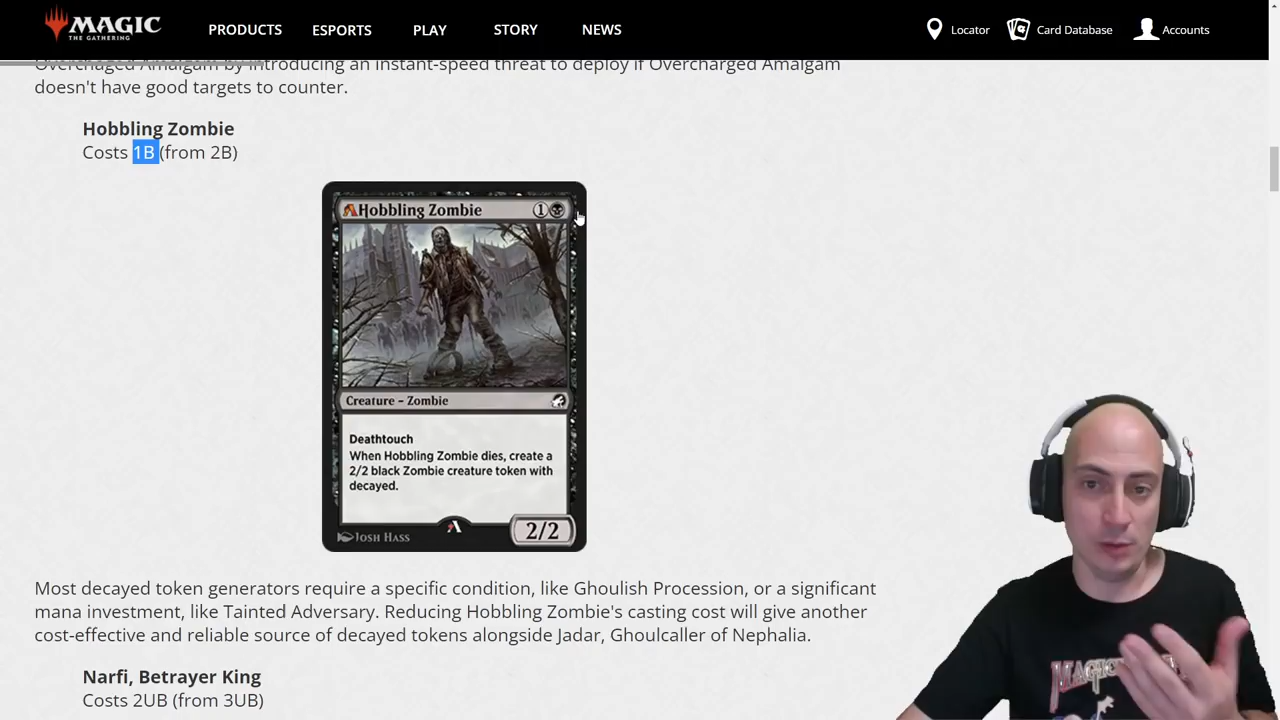 MAGIC
THE GATHERING
PRODUCTS
ESPORTS
PLAY
STORY
NEWS
Locator
Card Database
Accounts
Overcharged Amalgam by introducing an instant-speed threat to deploy if Overcharged Amalgam
doesn't have good targets to counter.
Hobbling Zombie
Costs 1B (from 2B)
Hobbling Zombie 1
Creature – Zombie
Deathtouch
When Hobbling Zombie dies, create a
2/2 black Zombie creature token with
decayed.
Josh Hass
2/2
Most decayed token generators require a specific condition, like Ghoulish Procession, or a significant
mana investment, like Tainted Adversary. Reducing Hobbling Zombie's casting cost will give another
cost-effective and reliable source of decayed tokens alongside Jadar, Ghoulcaller of Nephalia.
Narfi, Betrayer King
Costs 2UB (from 3UB)